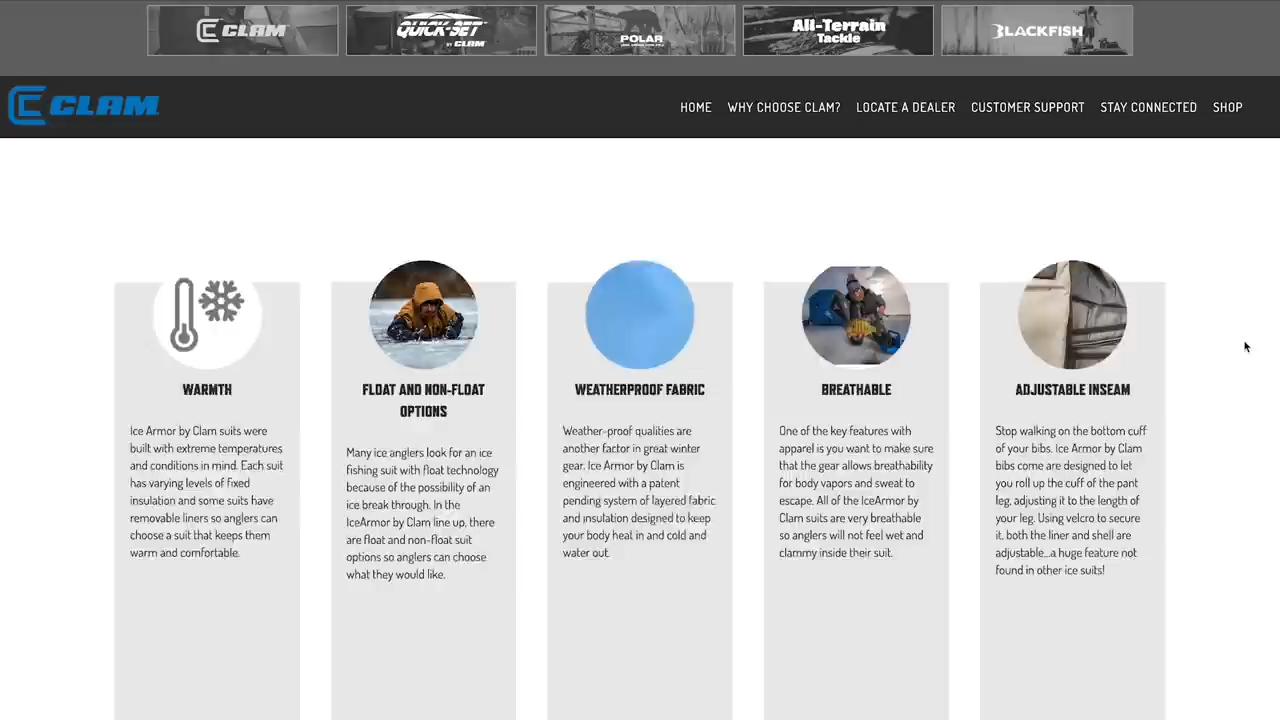 CLAM
QUICK-SET
BY CLAM
POLAR
All-Terrain
Tackle
BLACKFISH
CLAM
HOME WHY CHOOSE CLAM? LOCATE A DEALER CUSTOMER SUPPORT STAY CONNECTED SHOP
WARMTH
Ice Armor by Clam suits were
built with extreme temperatures
and conditions in mind. Each suit
has varying levels of fixed
insulation and some suits have
removable liners so anglers can
choose a suit that keeps them
warm and comfortable.
FLOAT AND NON-FLOAT
OPTIONS
Many ice anglers look for an ice
fishing suit with float technology
because of the possibility of an
ice break through. In the
IceArmor by Clam line up, there
are float and non-float suit
options so anglers can choose
what they would like.
WEATHERPROOF FABRIC
Weather-proof qualities are
another factor in great winter
gear. Ice Armor by Clam is
engineered with a patent
pending system of layered fabric
and insulation designed to keep
your body heat in and cold and
water out.
BREATHABLE
One of the key features with
apparel is you want to make sure
that the gear allows breathability
for body vapors and sweat to
escape. All of the IceArmor by
Clam suits are very breathable
so anglers will not feel wet and
clammy inside their suit.
ADJUSTABLE INSEAM
Stop walking on the bottom cuff
of your bibs. Ice Armor by Clam
bibs come are designed to let
you roll up the cuff of the pant
leg, adjusting it to the length of
your leg. Using velcro to secure
it, both the liner and shell are
adjustable...a huge feature not
found in other ice suits!